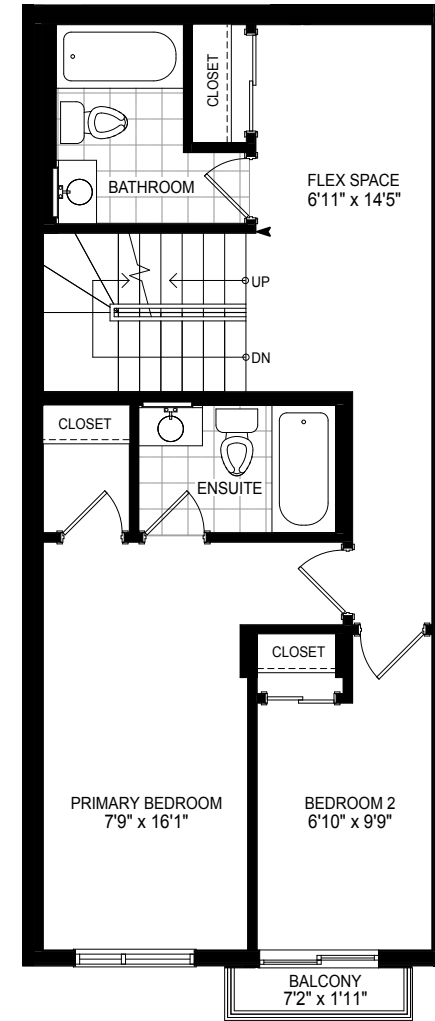 CLOSET
BATHROOM
FLEX SPACE
6'11" x 14'5"
UP
DN
CLOSET
ENSUITE
CLOSET
PRIMARY BEDROOM
7'9" x 16'1"
BEDROOM 2
6'10" x 9'9"
BALCONY
7'2" x 1'11"